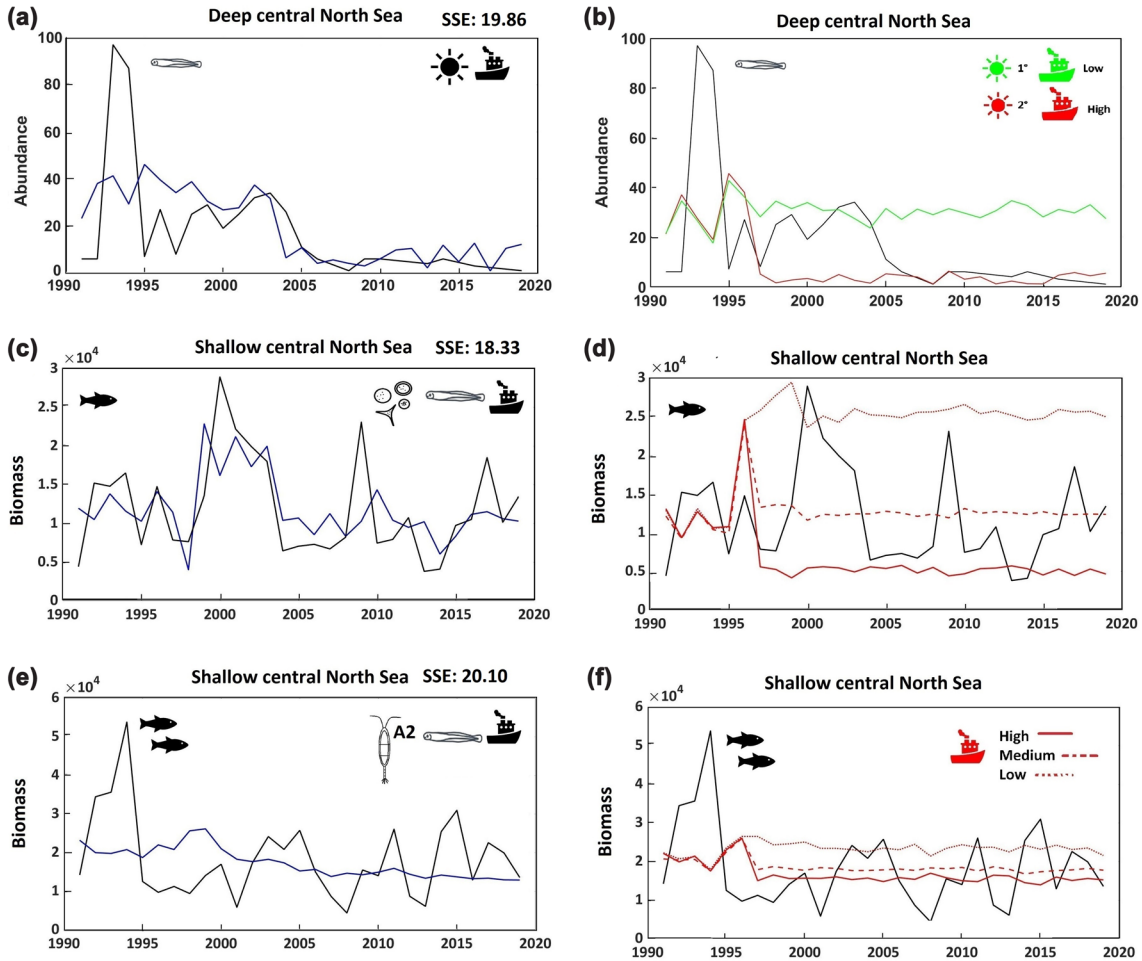 (a) Deep central North Sea SSE: 19.86
100
80
60
40
20
0
Abundance
1990 1995 2000 2005 2010 2015 2020
(b) Deep central North Sea
100
80
60
40
20
0
Abundance
1° Low
2° High
1990 1995 2000 2005 2010 2015 2020
(c) Shallow central North Sea SSE: 18.33
×10⁴
3
2.5
2
1.5
1
0.5
0
Biomass
1990 1995 2000 2005 2010 2015 2020
(d) Shallow central North Sea
×10⁴
3
2.5
2
1.5
1
0.5
0
Biomass
1990 1995 2000 2005 2010 2015 2020
(e) Shallow central North Sea SSE: 20.10
×10⁴
6
5
4
3
2
1
0
Biomass
A2
1990 1995 2000 2005 2010 2015 2020
(f) Shallow central North Sea
×10⁴
6
5
4
3
2
1
0
Biomass
High
Medium
Low
1990 1995 2000 2005 2010 2015 2020